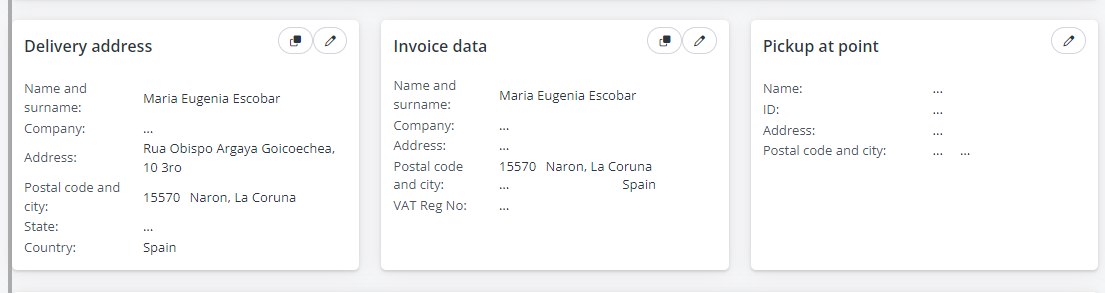 Delivery address
Name and
surname:
Maria Eugenia Escobar
Company:
...
Address:
Rua Obispo Argaya Goicoechea,
10 3ro
Postal code and
city:
15570 Naron, La Coruna
State:
...
Country:
Spain
Invoice data
Name and
surname:
Maria Eugenia Escobar
Company:
...
Address:
...
Postal code
and city:
15570 Naron, La Coruna
... Spain
VAT Reg No:
...
Pickup at point
Name:
...
ID:
...
Address:
...
Postal code and city:
... ...